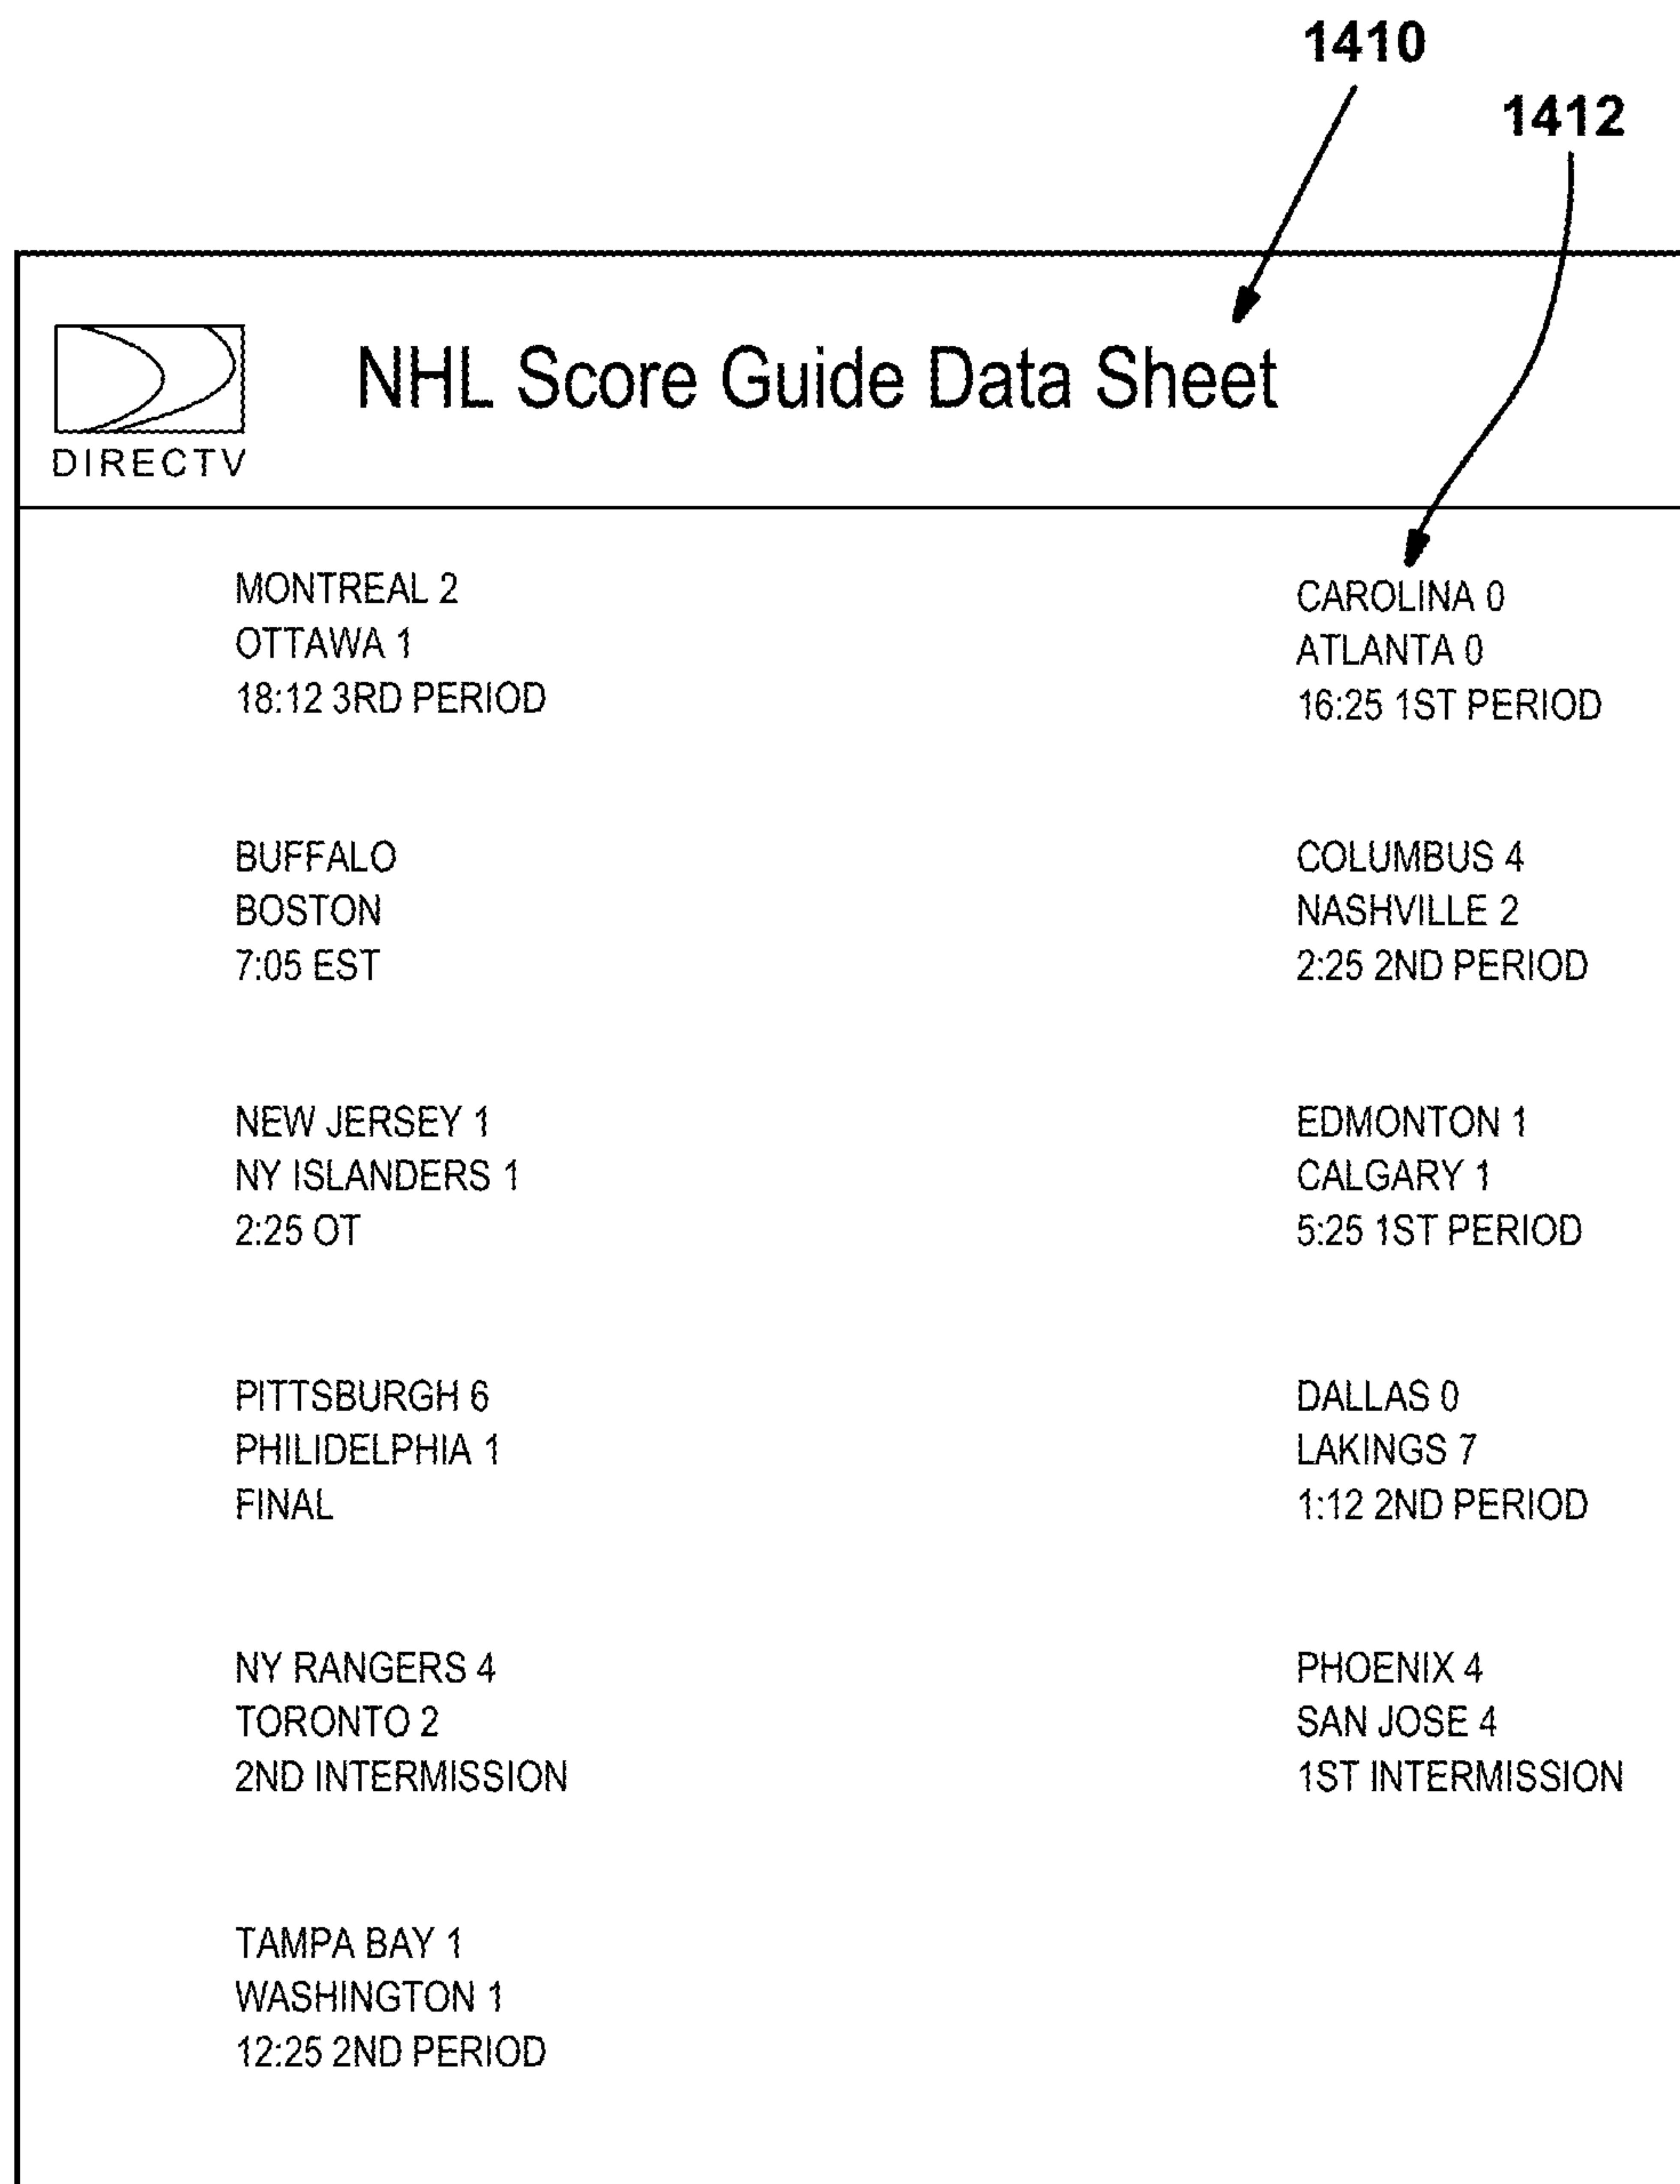 1410
1412
NHL Score Guide Data Sheet
DIRECTV
MONTREAL 2
OTTAWA 1
18:12 3RD PERIOD
BUFFALO
BOSTON
7:05 EST
NEW JERSEY 1
NY ISLANDERS 1
2:25 OT
PITTSBURGH 6
PHILIDELPHIA 1
FINAL
NY RANGERS 4
TORONTO 2
2ND INTERMISSION
TAMPA BAY 1
WASHINGTON 1
12:25 2ND PERIOD
CAROLINA 0
ATLANTA 0
16:25 1ST PERIOD
COLUMBUS 4
NASHVILLE 2
2:25 2ND PERIOD
EDMONTON 1
CALGARY 1
5:25 1ST PERIOD
DALLAS 0
LAKINGS 7
1:12 2ND PERIOD
PHOENIX 4
SAN JOSE 4
1ST INTERMISSION